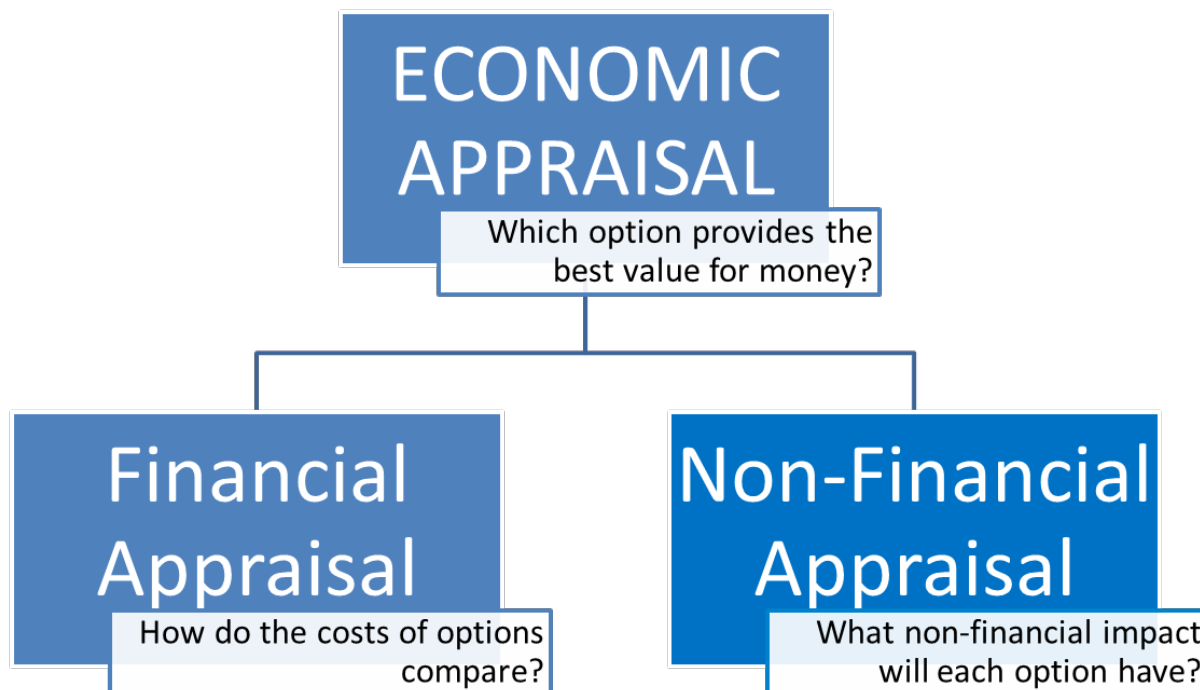 ECONOMIC
APPRAISAL
Which option provides the
best value for money?
Financial
Appraisal
How do the costs of options
compare?
Non-Financial
Appraisal
What non-financial impact
will each option have?